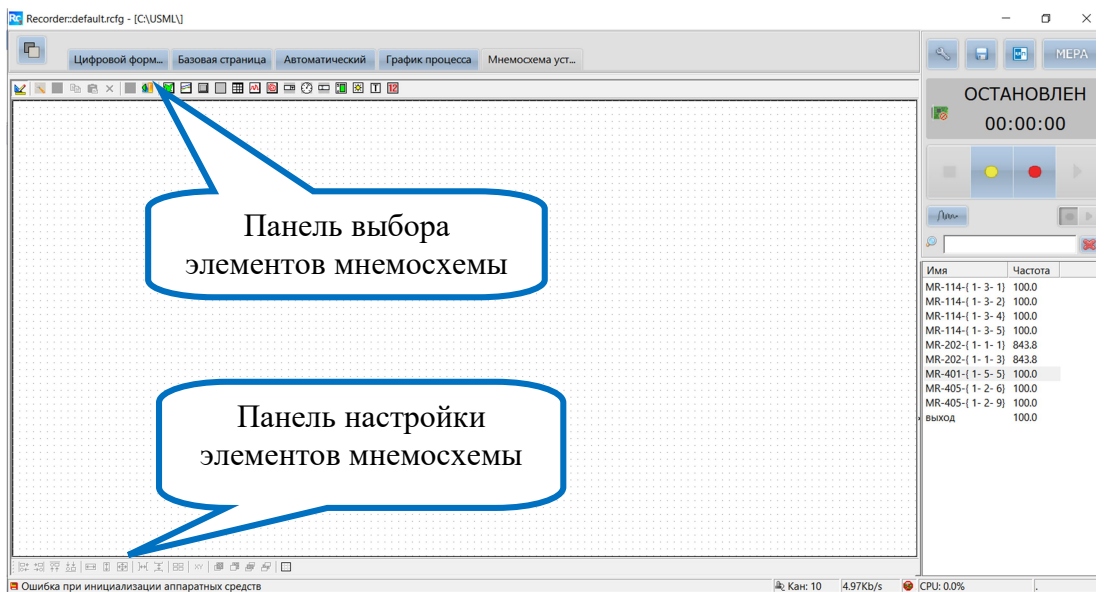 Recorder::default.rcfg - [C:\USML\]
Цифровой форм... Базовая страница Автоматический График процесса Мнемосхема уст...
МЕРА
ОСТАНОВЛЕН
00:00:00
Панель выбора
элементов мнемосхемы
Имя Частота
MR-114-{ 1- 3- 1} 100.0
MR-114-{ 1- 3- 2} 100.0
MR-114-{ 1- 3- 4} 100.0
MR-114-{ 1- 3- 5} 100.0
MR-202-{ 1- 1- 1} 843.8
MR-202-{ 1- 1- 3} 843.8
MR-401-{ 1- 5- 5} 100.0
MR-405-{ 1- 2- 6} 100.0
MR-405-{ 1- 2- 9} 100.0
выход 100.0
Панель настройки
элементов мнемосхемы
Ошибка при инициализации аппаратных средств Кан: 10 4.97Kb/s CPU: 0.0%